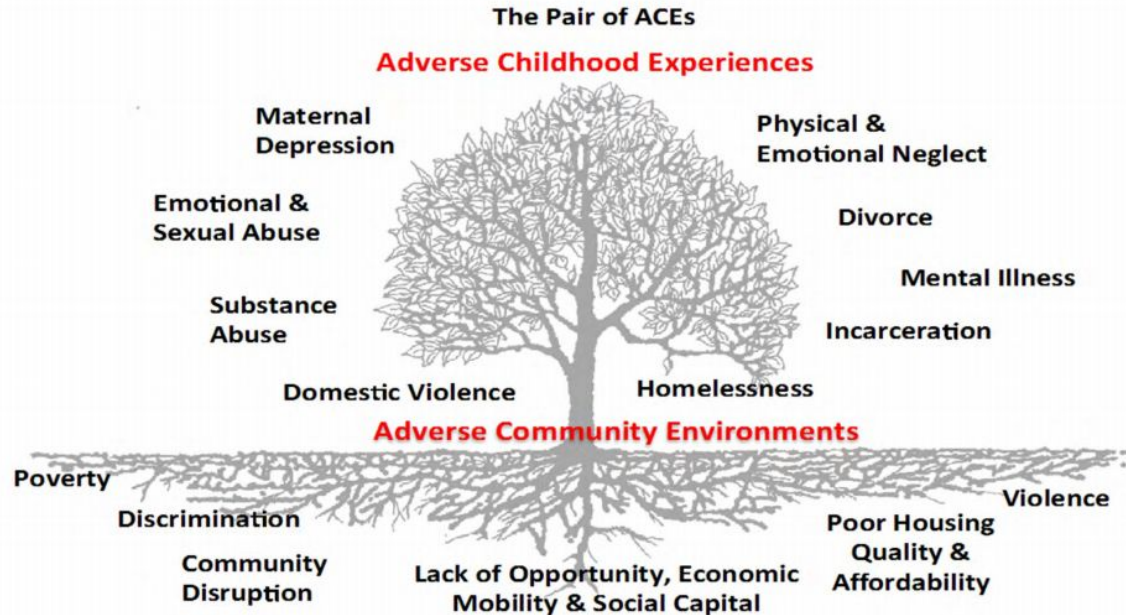 The Pair of ACEs
Adverse Childhood Experiences
Maternal
Depression
Physical &
Emotional Neglect
Emotional &
Sexual Abuse
Divorce
Mental Illness
Substance
Abuse
Incarceration
Domestic Violence
Homelessness
Adverse Community Environments
Poverty
Violence
Discrimination
Poor Housing
Quality &
Affordability
Community
Disruption
Lack of Opportunity, Economic
Mobility & Social Capital